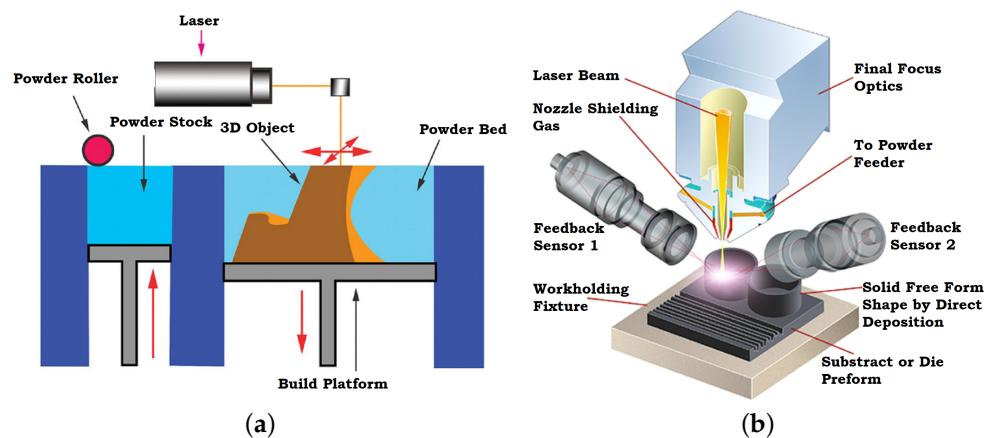 Laser
Powder Roller
Powder Stock
3D Object
Powder Bed
Build Platform
(a)
Laser Beam
Nozzle Shielding
Gas
Final Focus
Optics
To Powder
Feeder
Feedback
Sensor 1
Feedback
Sensor 2
Workholding
Fixture
Solid Free Form
Shape by Direct
Deposition
Substract or Die
Preform
(b)